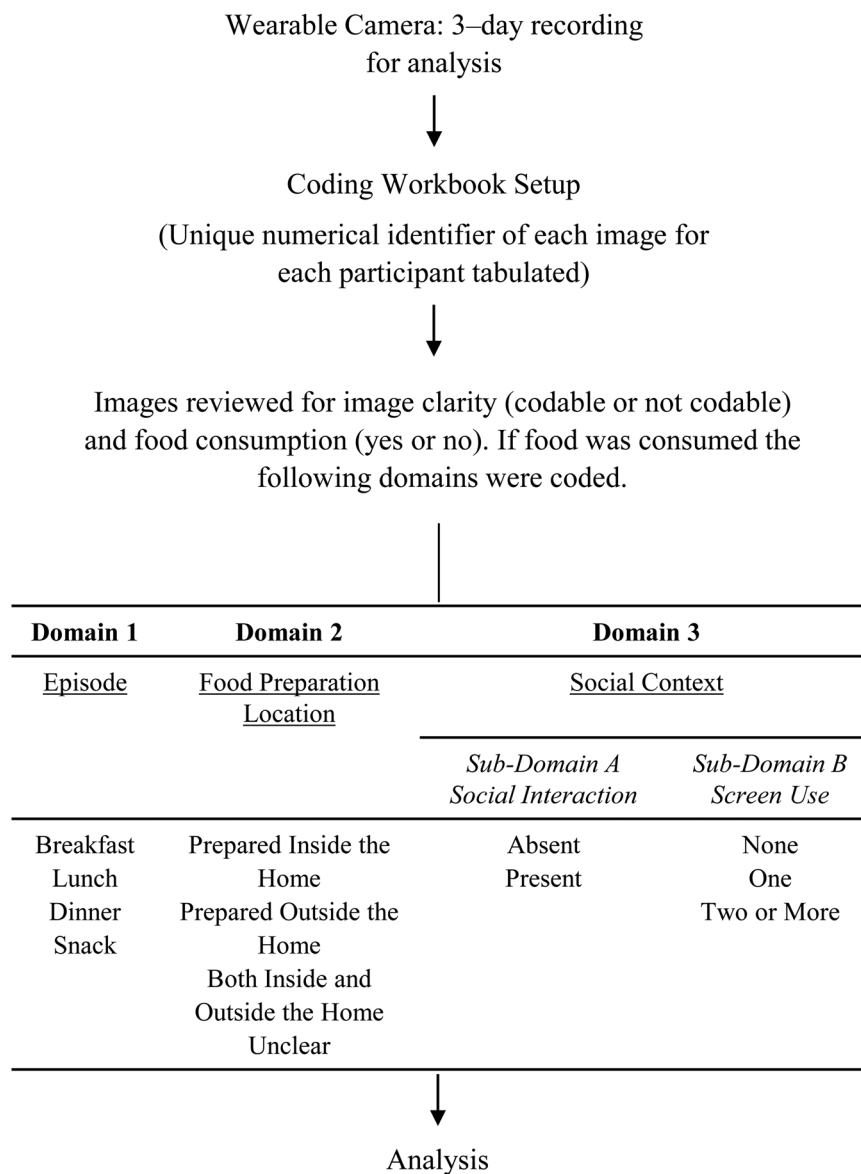 Wearable Camera: 3–day recording
for analysis
Coding Workbook Setup
(Unique numerical identifier of each image for
each participant tabulated)
Images reviewed for image clarity (codable or not codable)
and food consumption (yes or no). If food was consumed the
following domains were coded.
Domain 1 Domain 2 Domain 3
Episode Food Preparation Social Context
Location
Sub-Domain A Sub-Domain B
Social Interaction Screen Use
Breakfast Prepared Inside the Absent None
Lunch Home Present One
Dinner Prepared Outside the Two or More
Snack Home
Both Inside and
Outside the Home
Unclear
Analysis